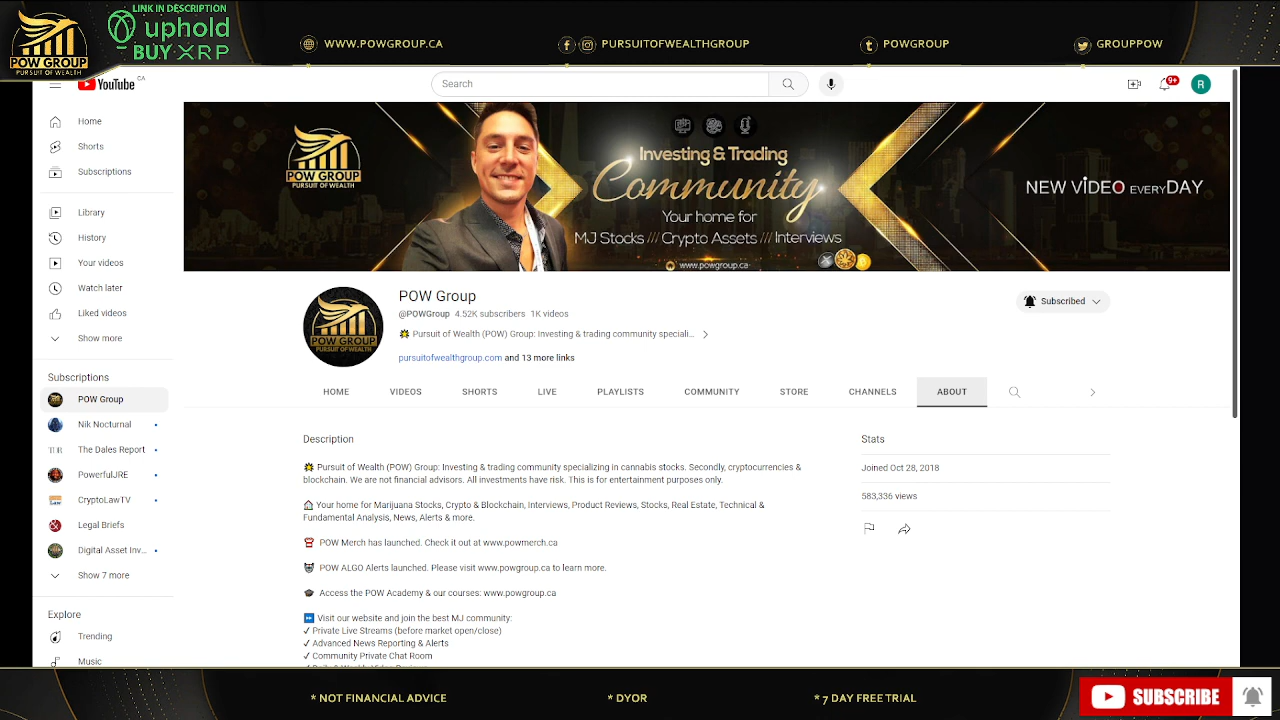 LINK IN DESCRIPTION
uphold
BUY XRP
POW GROUP
PURSUIT OF WEALTH
WWW.POWGROUP.CA
PURSUITOFWEALTHGROUP
POWGROUP
GROUPPOW
YouTube CA
Search
9+
R
Home
Shorts
Subscriptions
Library
History
Your videos
Watch later
Liked videos
Show more
Subscriptions
POW Group
Nik Nocturnal
The Dales Report
PowerfulJRE
CryptoLawTV
Legal Briefs
Digital Asset Inv...
Show 7 more
Explore
Trending
Music
POW GROUP
PURSUIT OF WEALTH
Investing & Trading
Community
Your home for
MJ Stocks /// Crypto Assets /// Interviews
www.powgroup.ca
NEW VIDEO EVERYDAY
POW GROUP
PURSUIT OF WEALTH
POW Group
@POWGroup 4.52K subscribers 1K videos
Pursuit of Wealth (POW) Group: Investing & trading community speciali...
pursuitofwealthgroup.com and 13 more links
Subscribed
HOME VIDEOS SHORTS LIVE PLAYLISTS COMMUNITY STORE CHANNELS ABOUT
Description
💥 Pursuit of Wealth (POW) Group: Investing & trading community specializing in cannabis stocks. Secondly, cryptocurrencies &
blockchain. We are not financial advisors. All investments have risk. This is for entertainment purposes only.
🏠 Your home for Marijuana Stocks, Crypto & Blockchain, Interviews, Product Reviews, Stocks, Real Estate, Technical &
Fundamental Analysis, News, Alerts & more.
POW Merch has launched. Check it out at www.powmerch.ca
POW ALGO Alerts launched. Please visit www.powgroup.ca to learn more.
🎓 Access the POW Academy & our courses: www.powgroup.ca
⏩ Visit our website and join the best MJ community:
✓ Private Live Streams (before market open/close)
✓ Advanced News Reporting & Alerts
✓ Community Private Chat Room
Stats
Joined Oct 28, 2018
583,336 views
* NOT FINANCIAL ADVICE
* DYOR
* 7 DAY FREE TRIAL
SUBSCRIBE